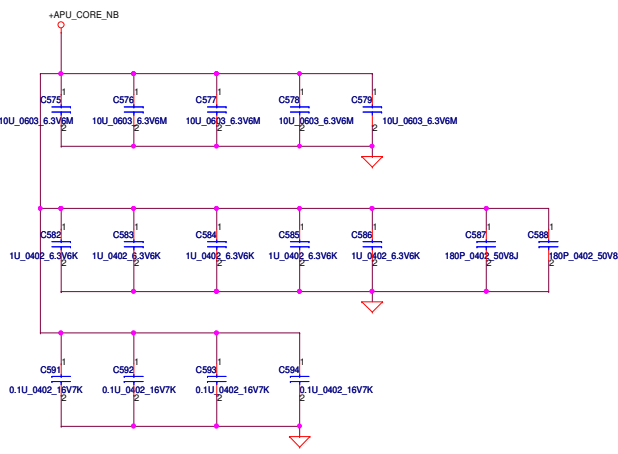 +APU_CORE_NB
1 1 1 1 1
C575 C576 C577 C578 C579
10U_0603_6.3V6M 10U_0603_6.3V6M 10U_0603_6.3V6M 10U_0603_6.3V6M 10U_0603_6.3V6M
2 2 2 2 2
1 1 1 1 1 1 1
C582 C583 C584 C585 C586 C587 C588
1U_0402_6.3V6K 1U_0402_6.3V6K 1U_0402_6.3V6K 1U_0402_6.3V6K 1U_0402_6.3V6K 180P_0402_50V8J 180P_0402_50V8
2 2 2 2 2 2 2
1 1 1 1
C591 C592 C593 C594
0.1U_0402_16V7K 0.1U_0402_16V7K 0.1U_0402_16V7K 0.1U_0402_16V7K
2 2 2 2